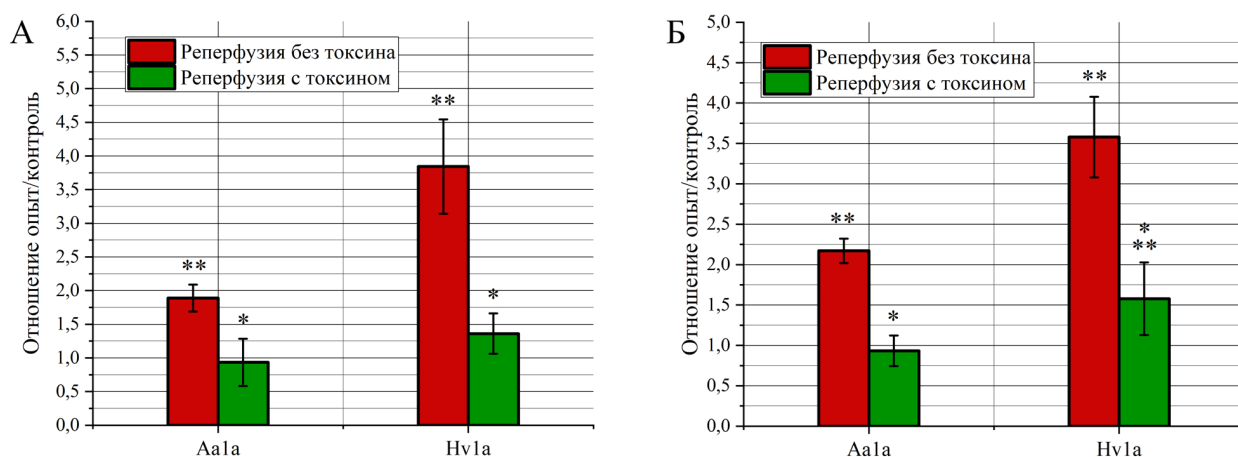 А
Отношение опыт/контроль
6,0
5,5
5,0
4,5
4,0
3,5
3,0
2,5
2,0
1,5
1,0
0,5
0,0
Реперфузия без токсина
Реперфузия с токсином
**
*
**
*
Aa1a
Hv1a
Б
Отношение опыт/контроль
5,0
4,5
4,0
3,5
3,0
2,5
2,0
1,5
1,0
0,5
0,0
Реперфузия без токсина
Реперфузия с токсином
**
*
**
*
**
Aa1a
Hv1a